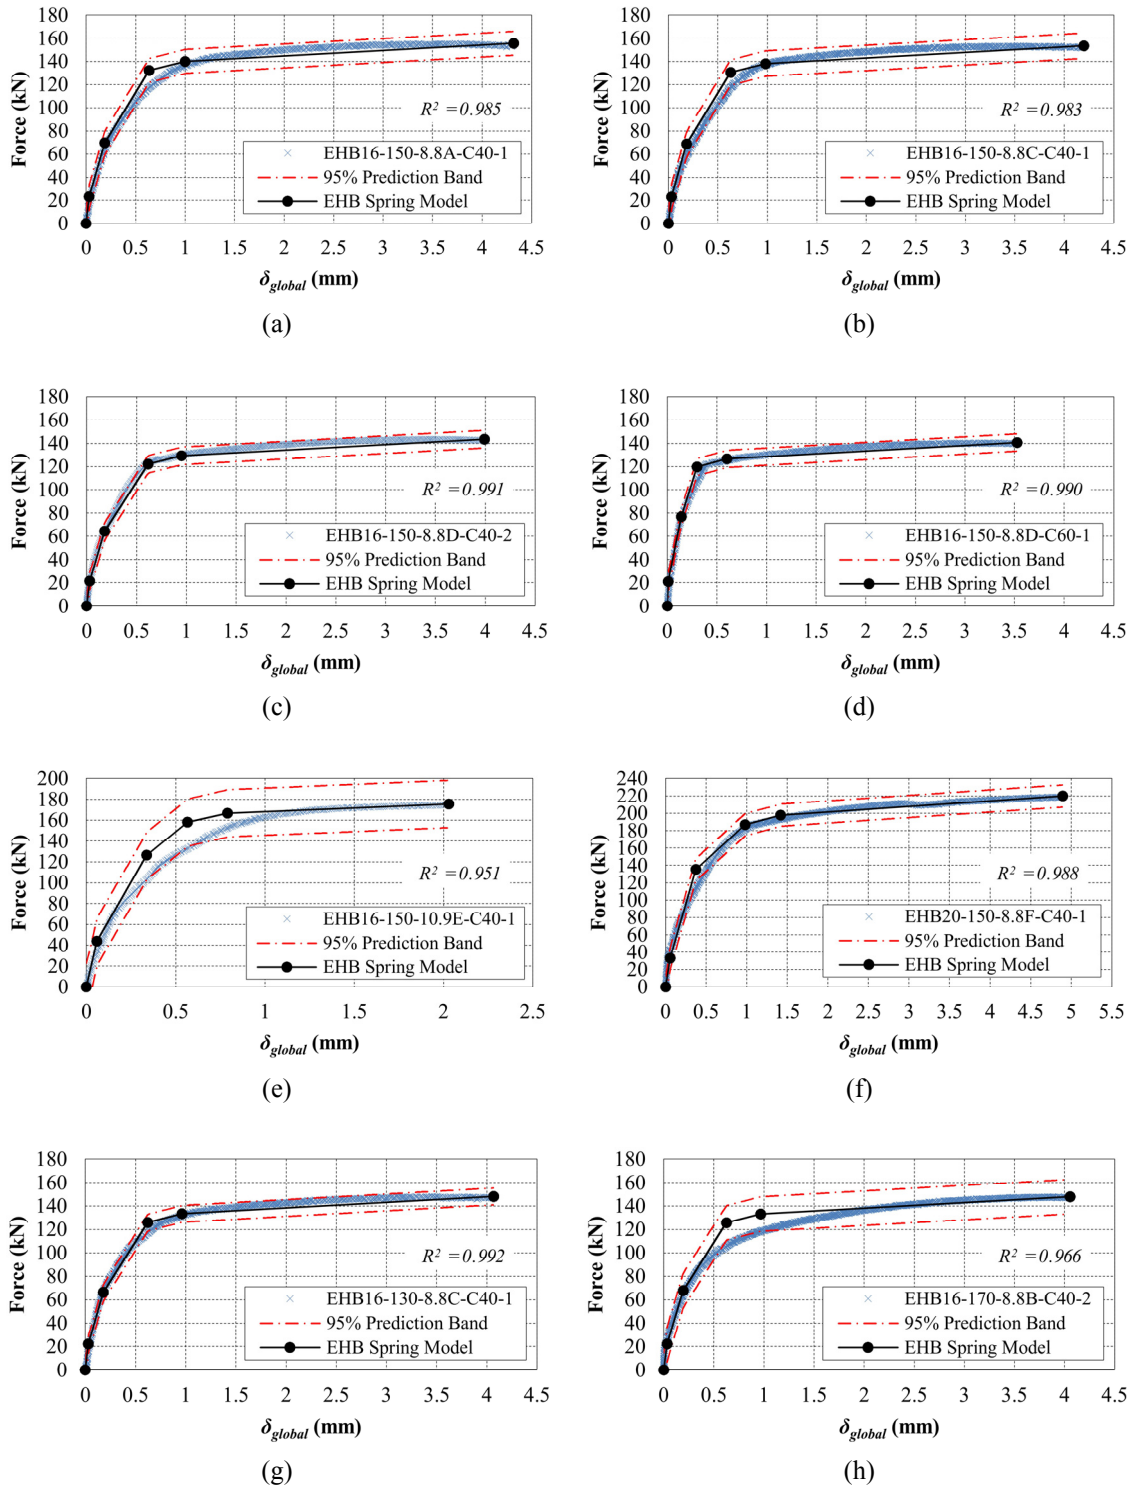 180
160
140
120
100
80
60
40
20
0
Force (kN)
R² =0.985
EHB16-150-8.8A-C40-1
95% Prediction Band
EHB Spring Model
0 0.5 1 1.5 2 2.5 3 3.5 4 4.5
δglobal (mm)
(a)
180
160
140
120
100
80
60
40
20
0
Force (kN)
R² =0.983
EHB16-150-8.8C-C40-1
95% Prediction Band
EHB Spring Model
0 0.5 1 1.5 2 2.5 3 3.5 4 4.5
δglobal (mm)
(b)
180
160
140
120
100
80
60
40
20
0
Force (kN)
R² =0.991
EHB16-150-8.8D-C40-2
95% Prediction Band
EHB Spring Model
0 0.5 1 1.5 2 2.5 3 3.5 4 4.5
δglobal (mm)
(c)
180
160
140
120
100
80
60
40
20
0
Force (kN)
R² =0.990
EHB16-150-8.8D-C60-1
95% Prediction Band
EHB Spring Model
0 0.5 1 1.5 2 2.5 3 3.5 4 4.5
δglobal (mm)
(d)
200
180
160
140
120
100
80
60
40
20
0
Force (kN)
R² =0.951
EHB16-150-10.9E-C40-1
95% Prediction Band
EHB Spring Model
0 0.5 1 1.5 2 2.5
δglobal (mm)
(e)
240
220
200
180
160
140
120
100
80
60
40
20
0
Force (kN)
R² =0.988
EHB20-150-8.8F-C40-1
95% Prediction Band
EHB Spring Model
0 0.5 1 1.5 2 2.5 3 3.5 4 4.5 5 5.5
δglobal (mm)
(f)
180
160
140
120
100
80
60
40
20
0
Force (kN)
R² =0.992
EHB16-130-8.8C-C40-1
95% Prediction Band
EHB Spring Model
0 0.5 1 1.5 2 2.5 3 3.5 4 4.5
δglobal (mm)
(g)
180
160
140
120
100
80
60
40
20
0
Force (kN)
R² =0.966
EHB16-170-8.8B-C40-2
95% Prediction Band
EHB Spring Model
0 0.5 1 1.5 2 2.5 3 3.5 4 4.5
δglobal (mm)
(h)